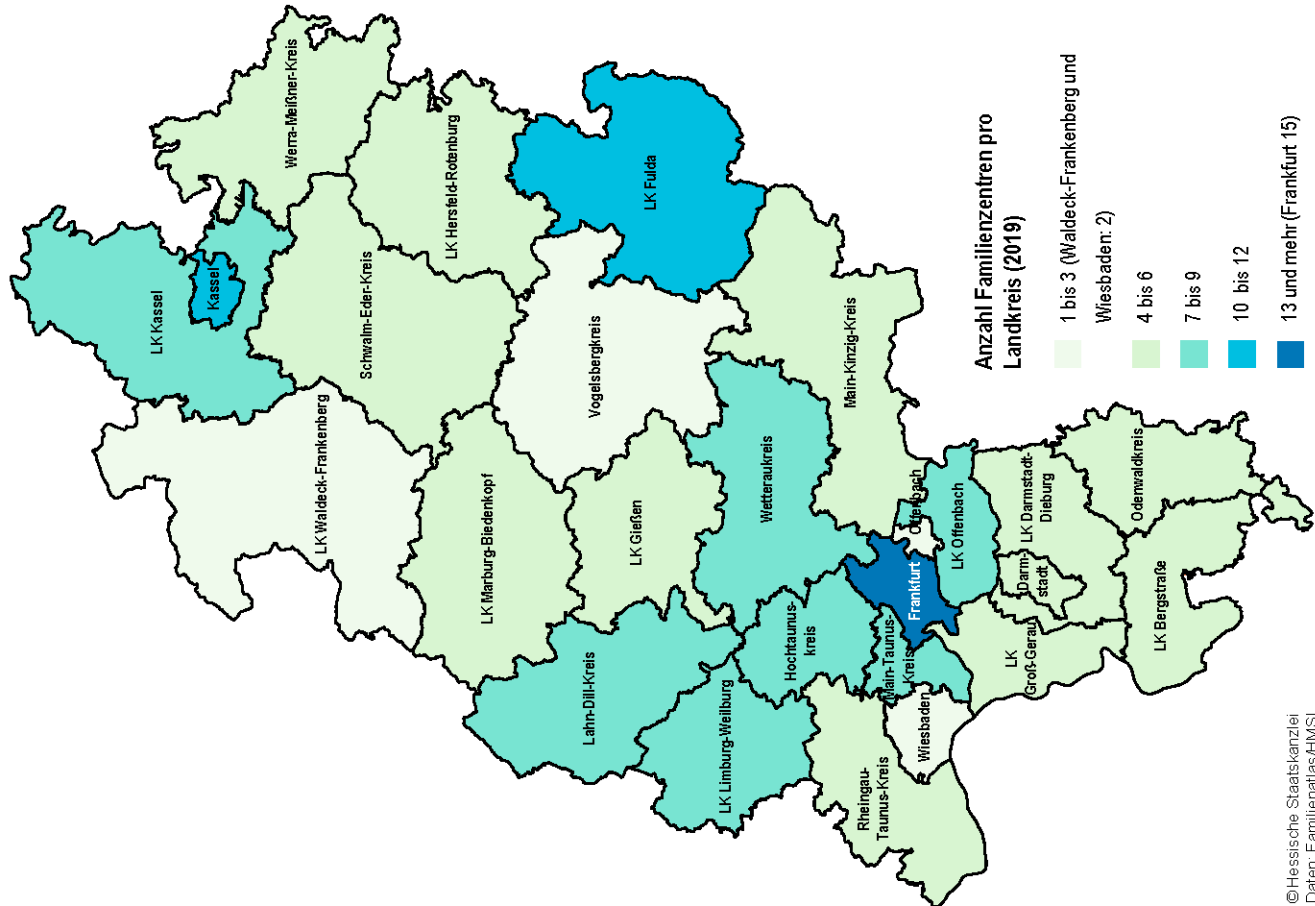 Werra-Meißner-Kreis
LK Kassel
Kassel
LK Hersfeld-Rotenburg
Schwalm-Eder-Kreis
LK Fulda
LK Waldeck-Frankenberg
Vogelsbergkreis
LK Marburg-Biedenkopf
LK Gießen
Main-Kinzig-Kreis
Wetteraukreis
Lahn-Dill-Kreis
Hochtaunus-
kreis
LK Limburg-Weilburg
Main-Taunus-
Kreis
Frankfurt
Offenbach
LK Offenbach
Wiesbaden
Rheingau-
Taunus-Kreis
LK
Groß-Gerau
Darm-
stadt
LK Darmstadt-
Dieburg
Odenwaldkreis
LK Bergstraße
Anzahl Familienzentren pro
Landkreis (2019)
1 bis 3 (Waldeck-Frankenberg und
Wiesbaden: 2)
4 bis 6
7 bis 9
10 bis 12
13 und mehr (Frankfurt 15)
©Hessische Staatskanzlei
Daten: Familienatlas/HMSI